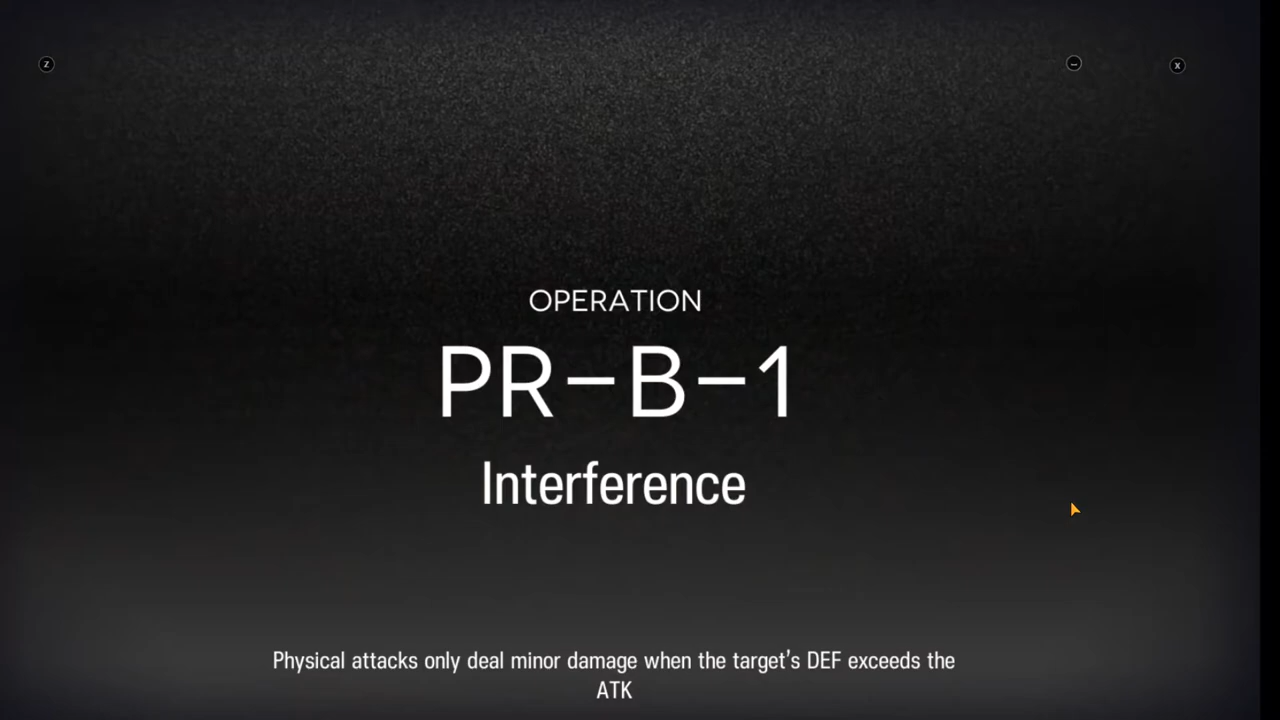 Z
–
X
OPERATION
PR–B–1
Interference
Physical attacks only deal minor damage when the target's DEF exceeds the
ATK